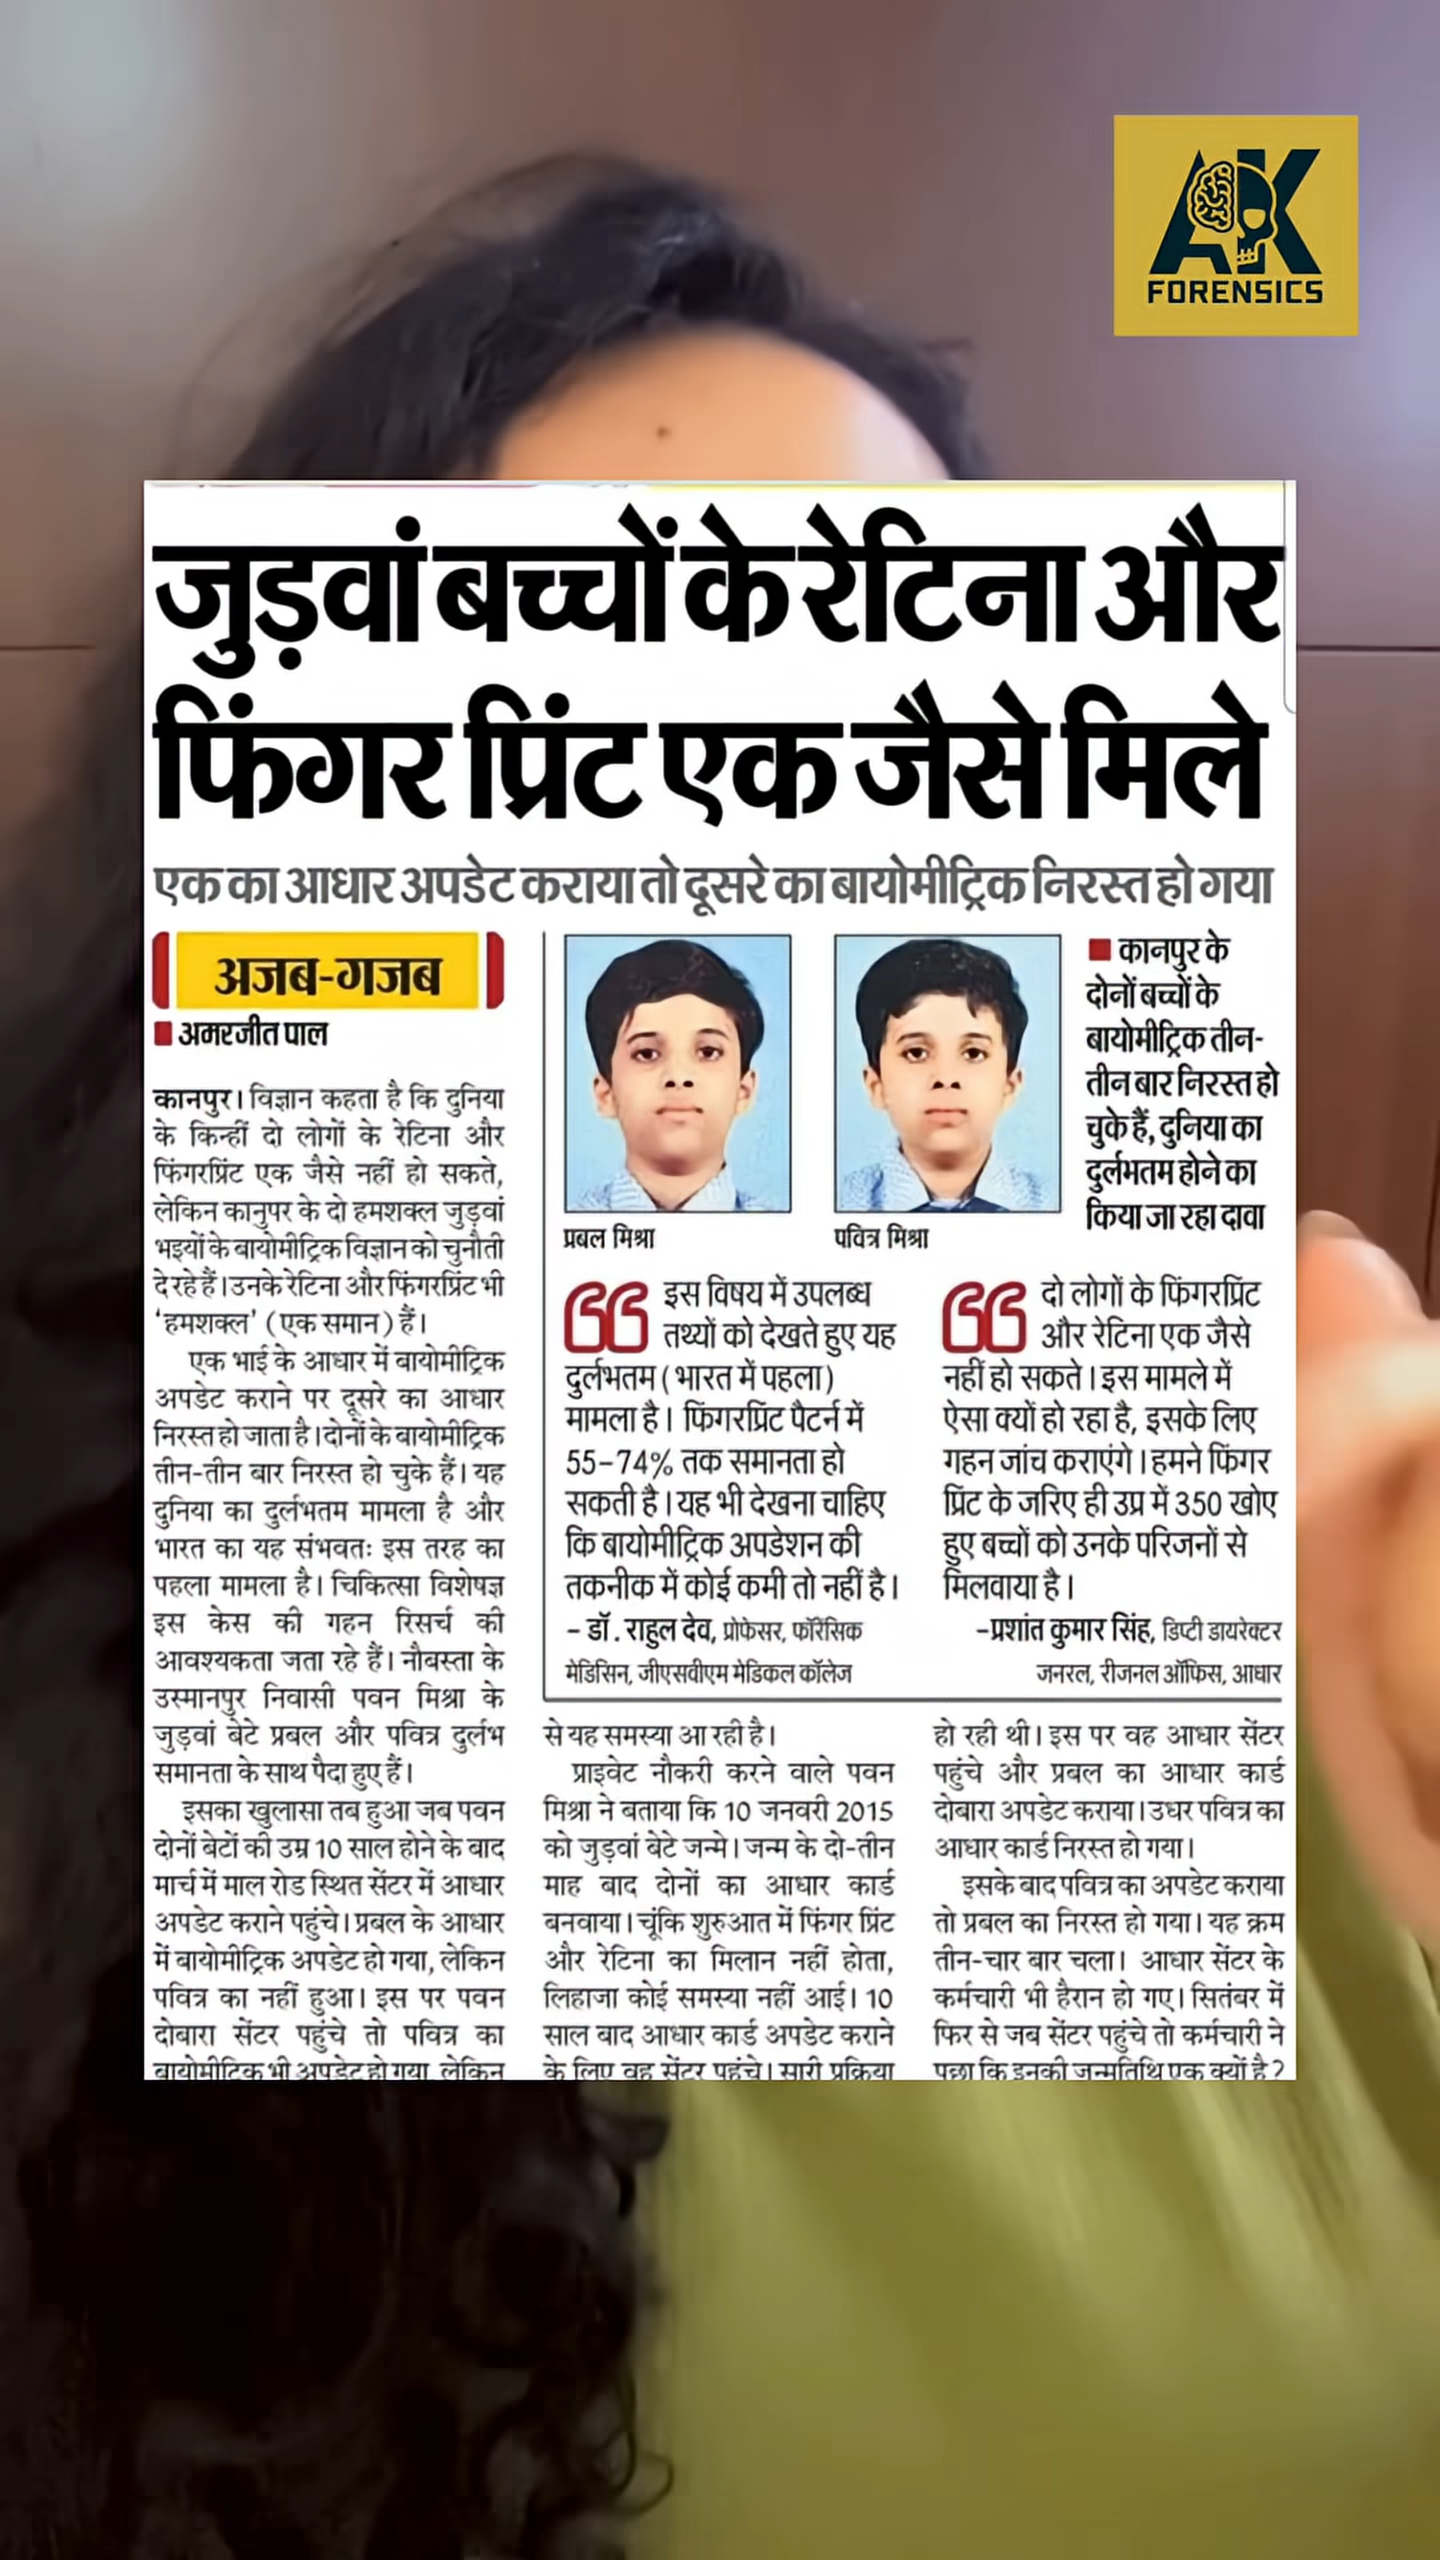 AK
FORENSICS
जुड़वां बच्चों के रेटिना और
फिंगर प्रिंट एक जैसे मिले
एक का आधार अपडेट कराया तो दूसरे का बायोमीट्रिक निरस्त हो गया
अजब-गजब
अमरजीत पाल
कानपुर। विज्ञान कहता है कि दुनिया
के किन्हीं दो लोगों के रेटिना और
फिंगरप्रिंट एक जैसे नहीं हो सकते,
लेकिन कानुपर के दो हमशक्ल जुड़वां
भइयों के बायोमीट्रिक विज्ञान को चुनौती
दे रहे हैं। उनके रेटिना और फिंगरप्रिंट भी
'हमशक्ल' (एक समान) हैं।
एक भाई के आधार में बायोमीट्रिक
अपडेट कराने पर दूसरे का आधार
निरस्त हो जाता है। दोनों के बायोमीट्रिक
तीन-तीन बार निरस्त हो चुके हैं। यह
दुनिया का दुर्लभतम मामला है और
भारत का यह संभवतः इस तरह का
पहला मामला है। चिकित्सा विशेषज्ञ
इस केस की गहन रिसर्च की
आवश्यकता जता रहे हैं। नौबस्ता के
उस्मानपुर निवासी पवन मिश्रा के
जुड़वां बेटे प्रबल और पवित्र दुर्लभ
समानता के साथ पैदा हुए हैं।
इसका खुलासा तब हुआ जब पवन
दोनों बेटों की उम्र 10 साल होने के बाद
मार्च में माल रोड स्थित सेंटर में आधार
अपडेट कराने पहुंचे। प्रबल के आधार
में बायोमीट्रिक अपडेट हो गया, लेकिन
पवित्र का नहीं हुआ। इस पर पवन
दोबारा सेंटर पहुंचे तो पवित्र का
बायोमीट्रिक भी अपडेट हो गया, लेकिन
प्रबल मिश्रा
पवित्र मिश्रा
कानपुर के
दोनों बच्चों के
बायोमीट्रिक तीन-
तीन बार निरस्त हो
चुके हैं, दुनिया का
दुर्लभतम होने का
किया जा रहा दावा
इस विषय में उपलब्ध
तथ्यों को देखते हुए यह
दुर्लभतम (भारत में पहला)
मामला है। फिंगरप्रिंट पैटर्न में
55-74% तक समानता हो
सकती है। यह भी देखना चाहिए
कि बायोमीट्रिक अपडेशन की
तकनीक में कोई कमी तो नहीं है।
- डॉ. राहुल देव, प्रोफेसर, फॉरेंसिक
मेडिसिन, जीएसवीएम मेडिकल कॉलेज
दो लोगों के फिंगरप्रिंट
और रेटिना एक जैसे
नहीं हो सकते। इस मामले में
ऐसा क्यों हो रहा है, इसके लिए
गहन जांच कराएंगे। हमने फिंगर
प्रिंट के जरिए ही उप्र में 350 खोए
हुए बच्चों को उनके परिजनों से
मिलवाया है।
-प्रशांत कुमार सिंह, डिप्टी डायरेक्टर
जनरल, रीजनल ऑफिस, आधार
से यह समस्या आ रही है।
प्राइवेट नौकरी करने वाले पवन
मिश्रा ने बताया कि 10 जनवरी 2015
को जुड़वां बेटे जन्मे। जन्म के दो-तीन
माह बाद दोनों का आधार कार्ड
बनवाया। चूंकि शुरुआत में फिंगर प्रिंट
और रेटिना का मिलान नहीं होता,
लिहाजा कोई समस्या नहीं आई। 10
साल बाद आधार कार्ड अपडेट कराने
के लिए वह सेंटर पहुंचे। सारी प्रक्रिया
हो रही थी। इस पर वह आधार सेंटर
पहुंचे और प्रबल का आधार कार्ड
दोबारा अपडेट कराया। उधर पवित्र का
आधार कार्ड निरस्त हो गया।
इसके बाद पवित्र का अपडेट कराया
तो प्रबल का निरस्त हो गया। यह क्रम
तीन-चार बार चला। आधार सेंटर के
कर्मचारी भी हैरान हो गए। सितंबर में
फिर से जब सेंटर पहुंचे तो कर्मचारी ने
पूछा कि इनकी जन्मतिथि एक क्यों है?